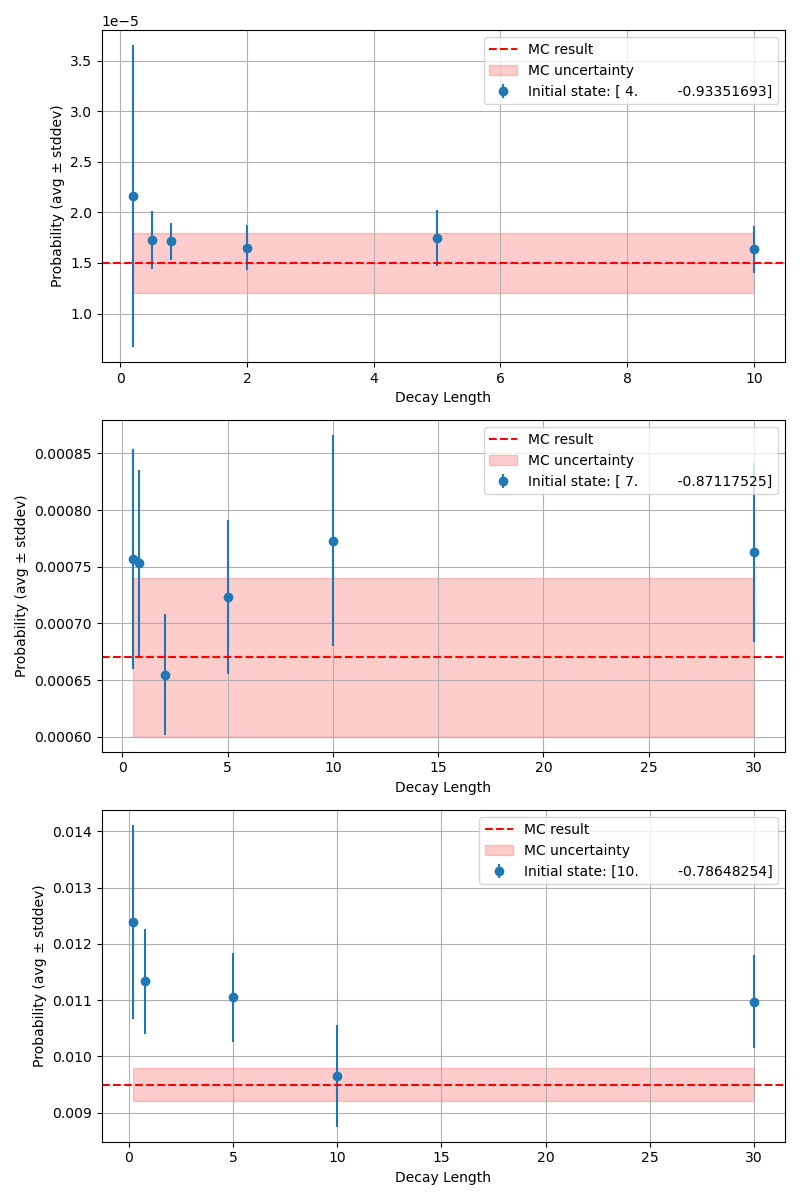 1e−5
Probability (avg ± stddev)
3.5
3.0
2.5
2.0
1.5
1.0
MC result
MC uncertainty
Initial state: [ 4. -0.93351693]
0 2 4 6 8 10
Decay Length
Probability (avg ± stddev)
0.00085
0.00080
0.00075
0.00070
0.00065
0.00060
MC result
MC uncertainty
Initial state: [ 7. -0.87117525]
0 5 10 15 20 25 30
Decay Length
Probability (avg ± stddev)
0.014
0.013
0.012
0.011
0.010
0.009
MC result
MC uncertainty
Initial state: [10. -0.78648254]
0 5 10 15 20 25 30
Decay Length